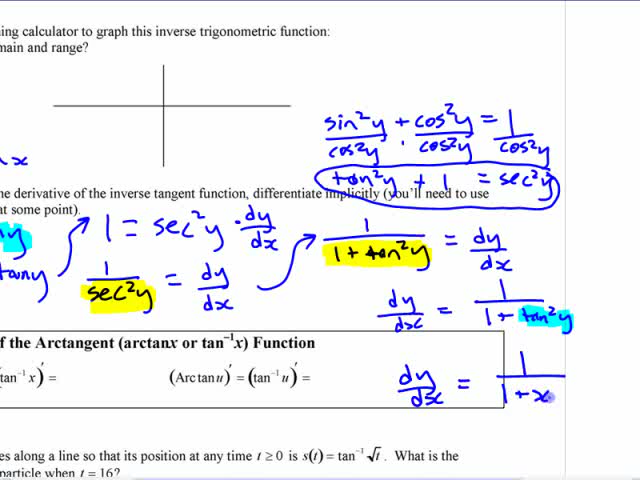 ning calculator to graph this inverse trigonometric function:
main and range?
sin²y/cos²y + cos²y/cos²y = 1/cos²y
x
tan²y + 1 = sec²y
he derivative of the inverse tangent function, differentiate implicitly (you'll need to use
at some point).
y
tany
1 = sec²y · dy/dx
1/sec²y = dy/dx
1/(1 + tan²y) = dy/dx
dy/dx = 1/(1 + tan²y)
f the Arctangent (arctanx or tan⁻¹x) Function
(tan⁻¹ x)′ =
(Arctan u)′ = (tan⁻¹ u)′ =
dy/dx = 1/(1 + x
es along a line so that its position at any time t ≥ 0 is s(t) = tan⁻¹ √t. What is the
particle when t = 16?